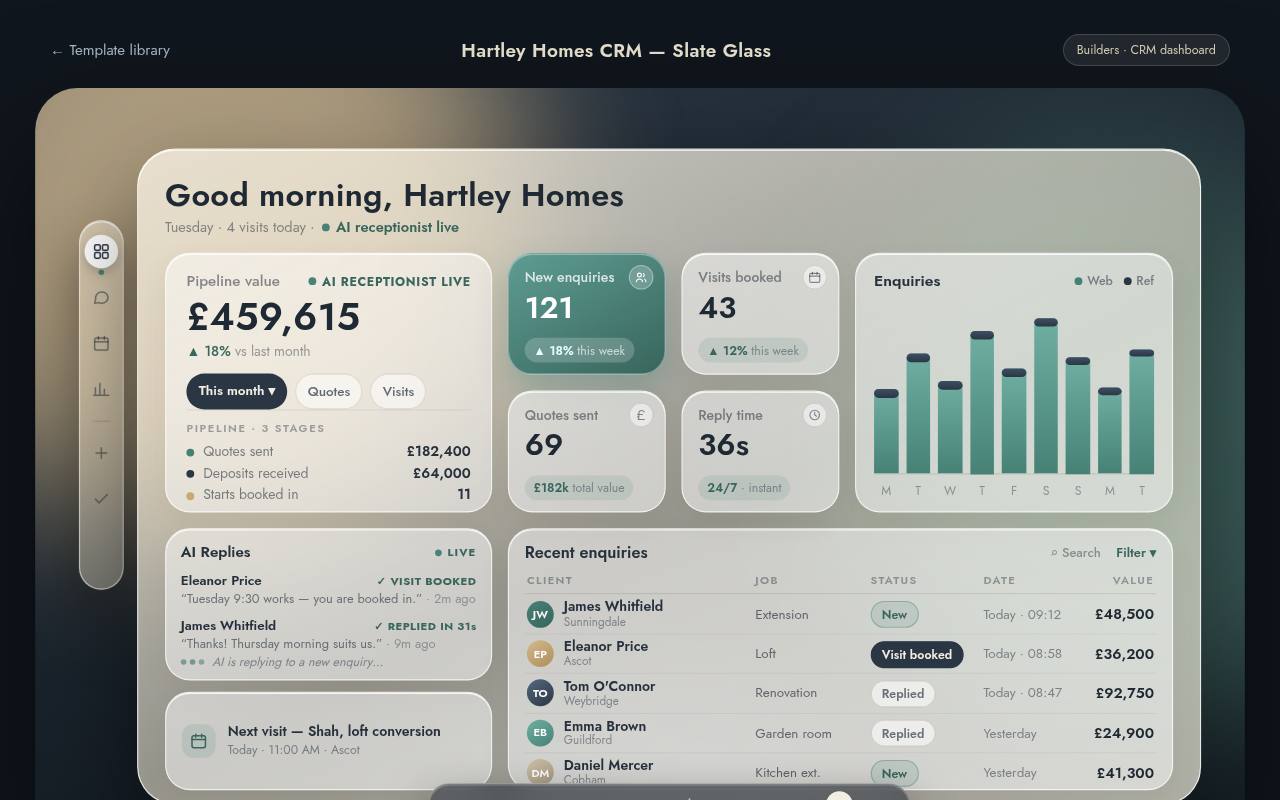 ← Template library
Hartley Homes CRM — Slate Glass
Builders · CRM dashboard
Good morning, Hartley Homes
Tuesday · 4 visits today · AI receptionist live
Pipeline value
AI RECEPTIONIST LIVE
£459,615
▲ 18% vs last month
This month ▾
Quotes
Visits
PIPELINE · 3 STAGES
Quotes sent £182,400
Deposits received £64,000
Starts booked in 11
New enquiries
121
▲ 18% this week
Visits booked
43
▲ 12% this week
Quotes sent
£
69
£182k total value
Reply time
36s
24/7 · instant
Enquiries
Web
Ref
M T W T F S S M T
AI Replies
LIVE
Eleanor Price ✓ VISIT BOOKED
“Tuesday 9:30 works — you are booked in.” · 2m ago
James Whitfield ✓ REPLIED IN 31s
“Thanks! Thursday morning suits us.” · 9m ago
AI is replying to a new enquiry...
Next visit — Shah, loft conversion
Today · 11:00 AM · Ascot
Recent enquiries
⌕ Search
Filter ▾
CLIENT JOB STATUS DATE VALUE
JW James Whitfield Extension New Today · 09:12 £48,500
Sunningdale
EP Eleanor Price Loft Visit booked Today · 08:58 £36,200
Ascot
TO Tom O'Connor Renovation Replied Today · 08:47 £92,750
Weybridge
EB Emma Brown Garden room Replied Yesterday £24,900
Guildford
DM Daniel Mercer Kitchen ext. New Yesterday £41,300
Cobham